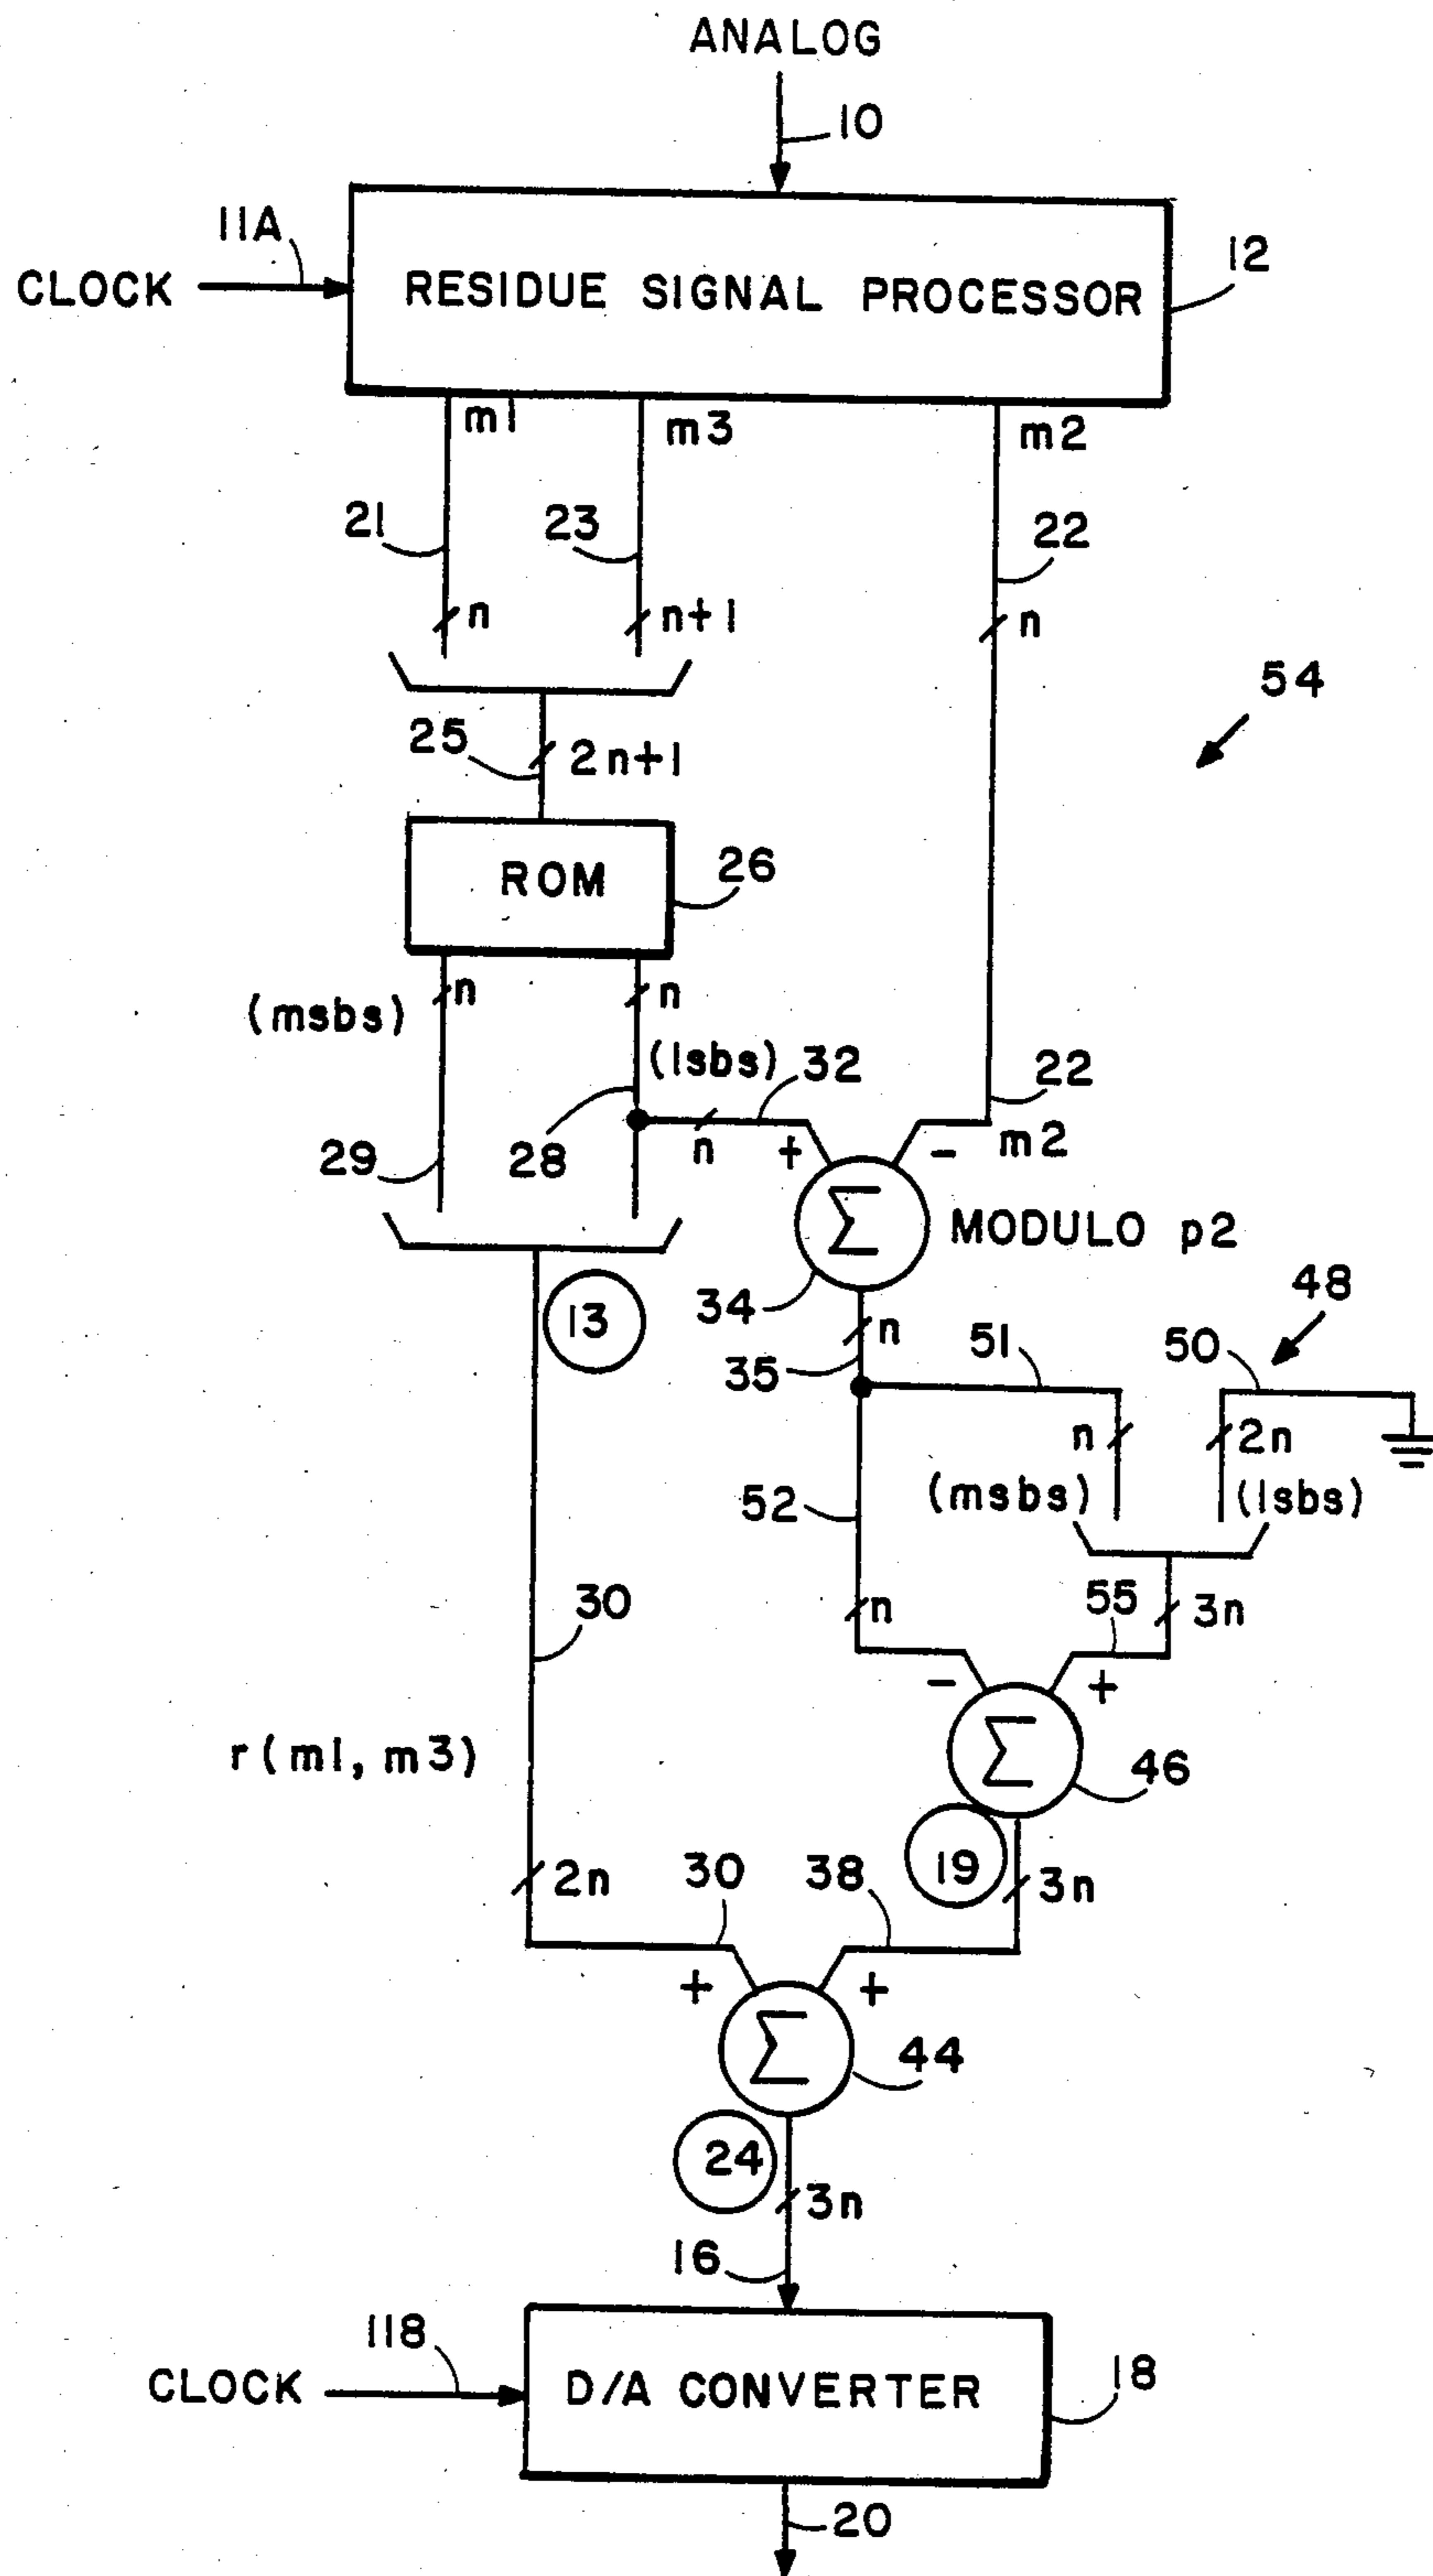 ANALOG
10
11A
CLOCK
RESIDUE SIGNAL PROCESSOR
12
m1
m3
m2
21
23
22
n
n+1
n
54
25
2n+1
ROM
26
(msbs)
n
n
(lsbs)
32
22
29
28
n
+
-
m2
Σ
MODULO p2
13
34
n
48
35
51
50
n
2n
52
(msbs)
(lsbs)
30
n
55
3n
-
+
r(m1, m3)
Σ
46
19
2n
30
38
3n
+
+
Σ
44
24
3n
16
118
CLOCK
D/A CONVERTER
18
20